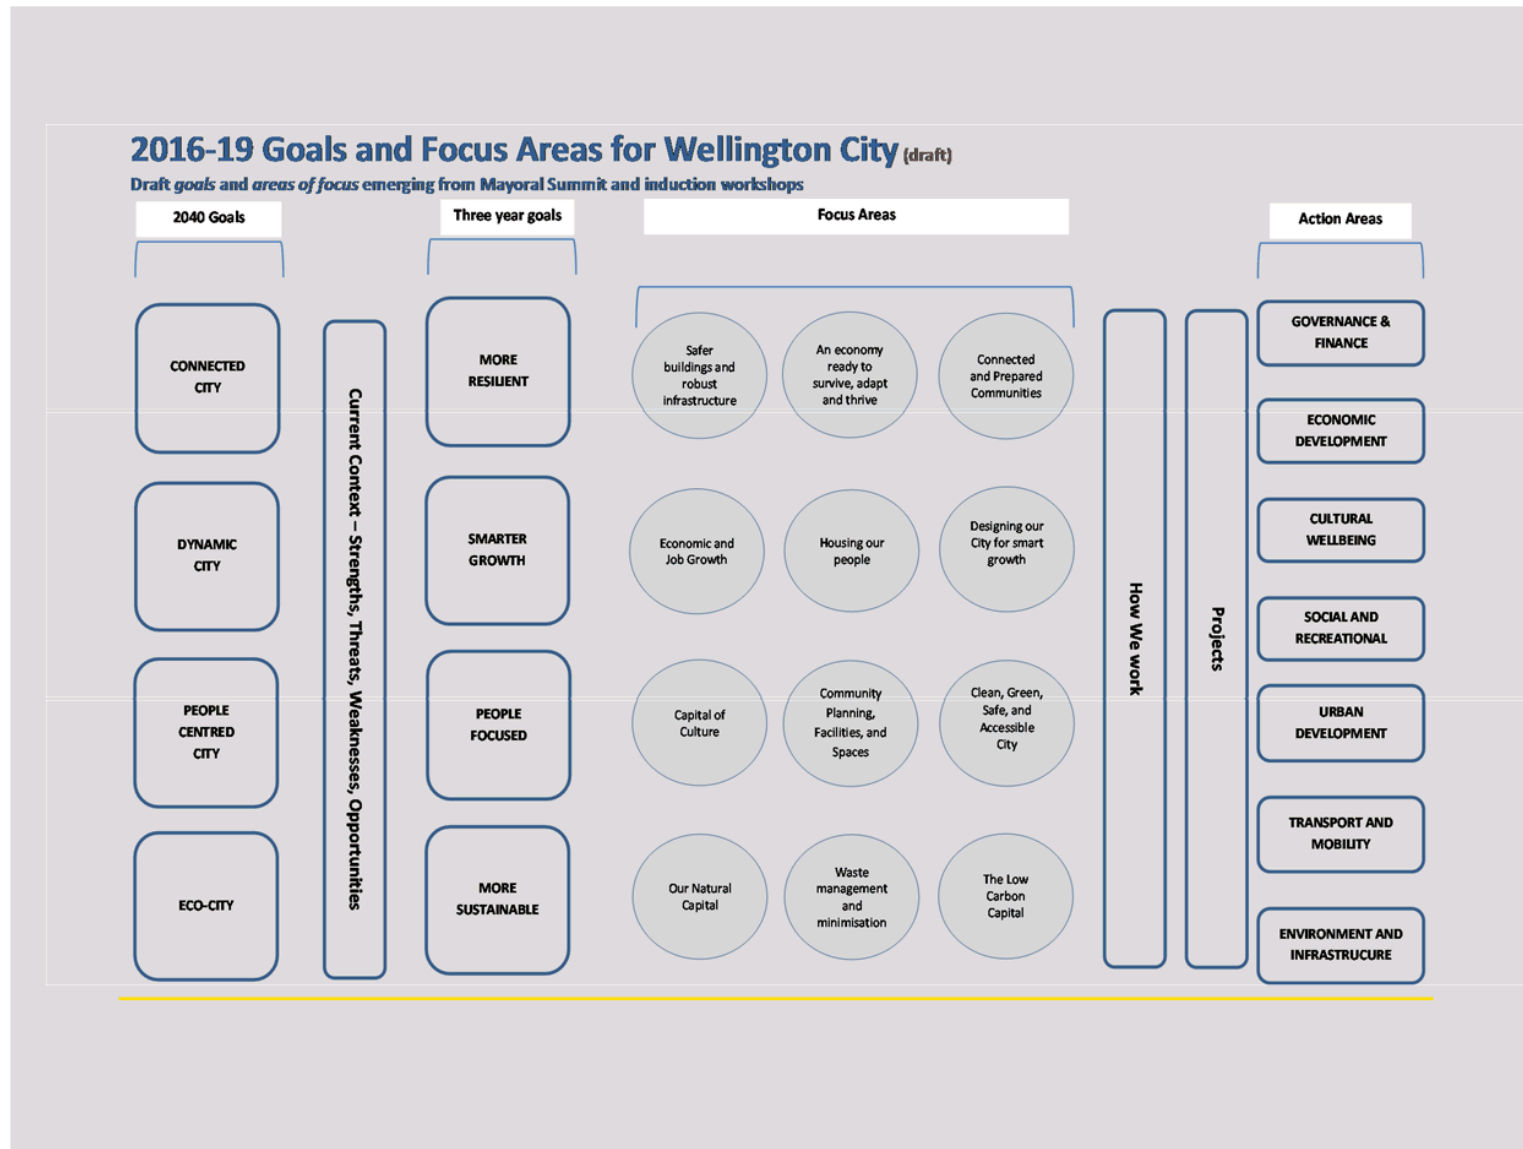 2016-19 Goals and Focus Areas for Wellington City (draft)
Draft goals and areas of focus emerging from Mayoral Summit and induction workshops
2040 Goals
Three year goals
Focus Areas
Action Areas
CONNECTED
CITY
DYNAMIC
CITY
PEOPLE
CENTRED
CITY
ECO-CITY
Current Context – Strengths, Threats, Weaknesses, Opportunities
MORE
RESILIENT
SMARTER
GROWTH
PEOPLE
FOCUSED
MORE
SUSTAINABLE
Safer
buildings and
robust
infrastructure
An economy
ready to
survive, adapt
and thrive
Connected
and Prepared
Communities
Economic and
Job Growth
Housing our
people
Designing our
City for smart
growth
Capital of
Culture
Community
Planning,
Facilities, and
Spaces
Clean, Green,
Safe, and
Accessible
City
Our Natural
Capital
Waste
management
and
minimisation
The Low
Carbon
Capital
How We work
Projects
GOVERNANCE &
FINANCE
ECONOMIC
DEVELOPMENT
CULTURAL
WELLBEING
SOCIAL AND
RECREATIONAL
URBAN
DEVELOPMENT
TRANSPORT AND
MOBILITY
ENVIRONMENT AND
INFRASTRUCURE